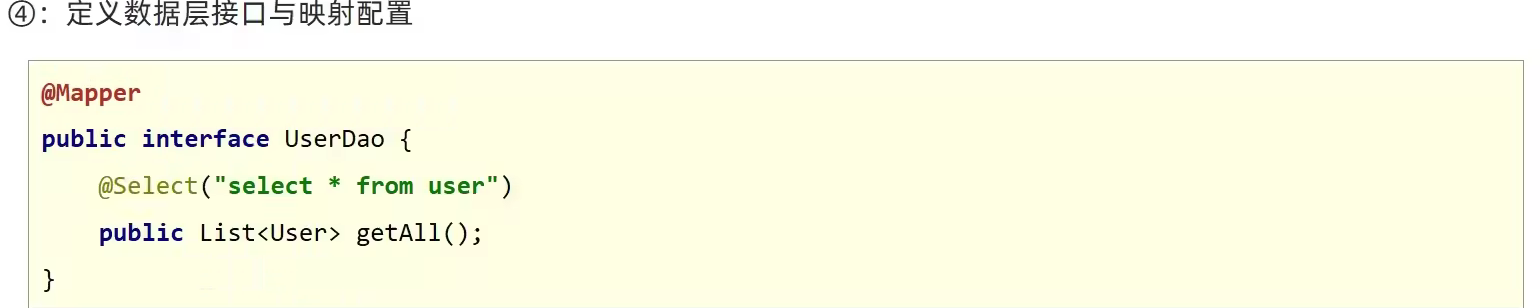 ④：定义数据层接口与映射配置
@Mapper
public interface UserDao {
    @Select("select * from user")
    public List<User> getAll();
}